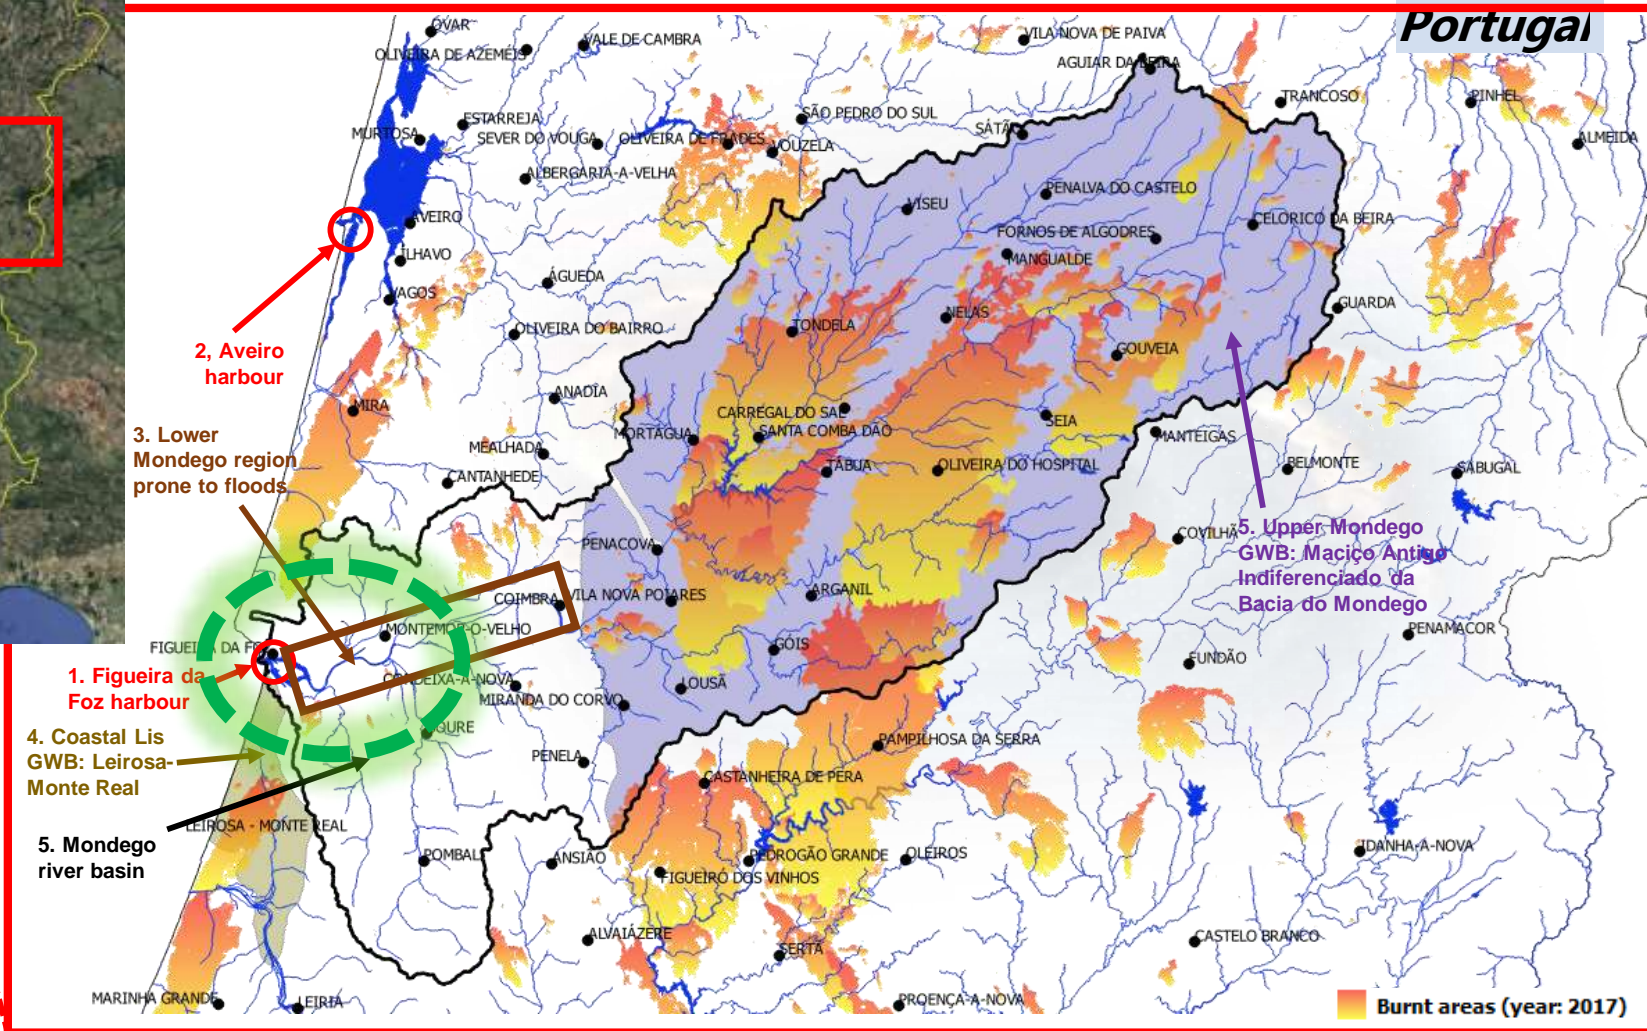 Portugal
OVAR
OLIVEIRA DE AZEMÉIS
VALE DE CAMBRA
VILA NOVA DE PAIVA
AGUIAR DA BEIRA
TRANCOSO
PINHEL
ALMEIDA
MURTOSA
ESTARREJA
SEVER DO VOUGA
OLIVEIRA DE FRADES
SÃO PEDRO DO SUL
VOUZELA
SÁTÃO
ALBERGARIA-A-VELHA
PENALVA DO CASTELO
VISEU
AVEIRO
CELORICO DA BEIRA
FORNOS DE ALGODRES
MANGUALDE
ÍLHAVO
ÁGUEDA
VAGOS
GUARDA
OLIVEIRA DO BAIRRO
TONDELA
NELAS
GOUVEIA
2, Aveiro
harbour
ANADIA
MIRA
CARREGAL DO SAL
SEIA
3. Lower
Mondego region
prone to floods
MORTÁGUA
SANTA COMBA DÃO
MANTEIGAS
MEALHADA
CANTANHEDE
TÁBUA
OLIVEIRA DO HOSPITAL
BELMONTE
SABUGAL
PENACOVA
COVILHÃ
5. Upper Mondego
GWB: Maciço Antigo
Indiferenciado da
Bacia do Mondego
COIMBRA
VILA NOVA POIARES
ARGANIL
MONTEMOR-O-VELHO
PENAMACOR
FIGUEIRA DA FOZ
GÓIS
FUNDÃO
1. Figueira da
Foz harbour
CONDEIXA-A-NOVA
MIRANDA DO CORVO
LOUSÃ
SOURE
4. Coastal Lis
GWB: Leirosa-
Monte Real
PENELA
PAMPILHOSA DA SERRA
CASTANHEIRA DE PERA
LEIROSA - MONTE REAL
5. Mondego
river basin
POMBAL
ANSIÃO
PEDROGÃO GRANDE
OLEIROS
IDANHA-A-NOVA
FIGUEIRÓ DOS VINHOS
ALVAIÁZERE
SERTÃ
CASTELO BRANCO
MARINHA GRANDE
LEIRIA
PROENÇA-A-NOVA
Burnt areas (year: 2017)